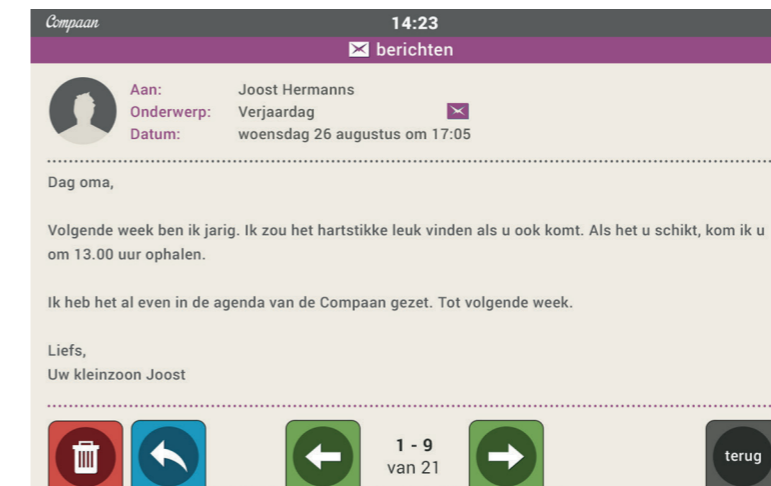 Compaan 14:23
berichten
Aan: Joost Hermanns
Onderwerp: Verjaardag
Datum: woensdag 26 augustus om 17:05
Dag oma,
Volgende week ben ik jarig. Ik zou het hartstikke leuk vinden als u ook komt. Als het u schikt, kom ik u
om 13.00 uur ophalen.
Ik heb het al even in de agenda van de Compaan gezet. Tot volgende week.
Liefs,
Uw kleinzoon Joost
1 - 9
van 21
terug